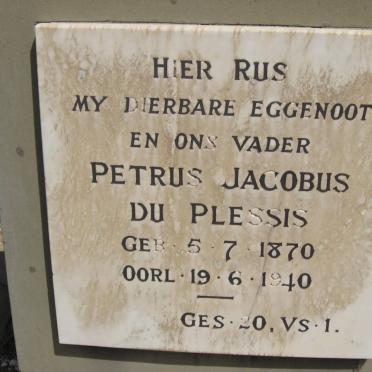 HIER RUS
MY DIERBARE EGGENOOT
EN ONS VADER
PETRUS JACOBUS
DU PLESSIS
GEB · 5 · 7 · 1870
OORL · 19 · 6 · 1940
GES · 20, VS · 1.